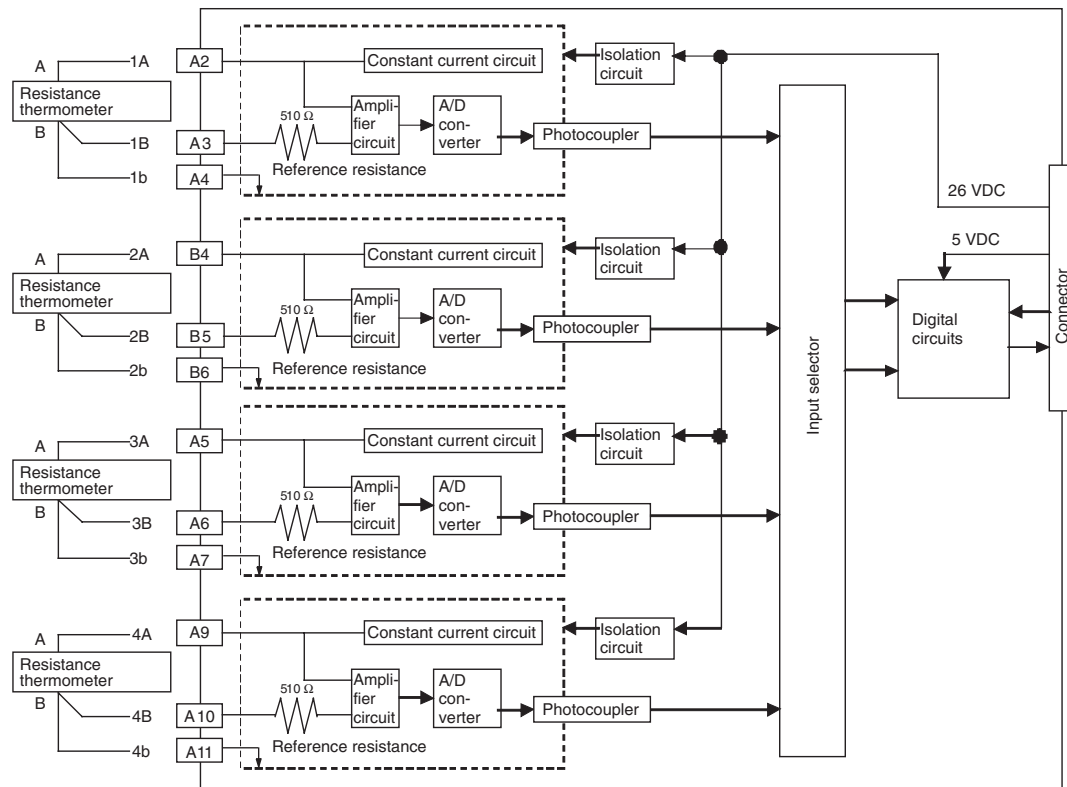 A
1A
A2
Constant current circuit
Isolation
circuit
Resistance
thermometer
B
1B
A3
510 Ω
Ampli-
fier
circuit
A/D
con-
verter
Photocoupler
Reference resistance
1b
A4
26 VDC
5 VDC
A
2A
B4
Constant current circuit
Isolation
circuit
Resistance
thermometer
B
2B
B5
510 Ω
Ampli-
fier
circuit
A/D
con-
verter
Photocoupler
Reference resistance
2b
B6
Input selector
Digital
circuits
Connector
A
3A
A5
Constant current circuit
Isolation
circuit
Resistance
thermometer
B
3B
A6
510 Ω
Ampli-
fier
circuit
A/D
con-
verter
Photocoupler
Reference resistance
3b
A7
A
4A
A9
Constant current circuit
Isolation
circuit
Resistance
thermometer
B
4B
A10
510 Ω
Ampli-
fier
circuit
A/D
con-
verter
Photocoupler
Reference resistance
4b
A11